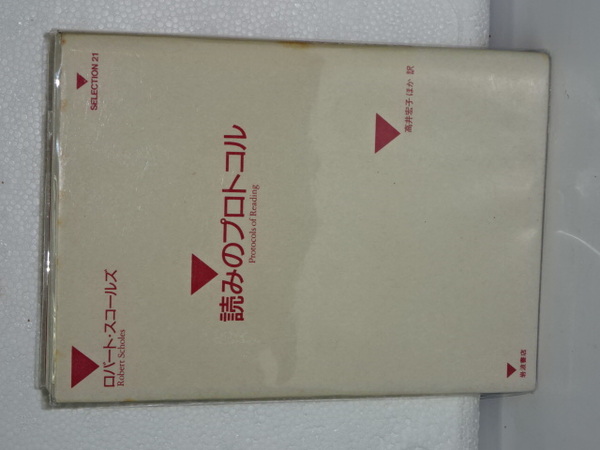 SELECTION 21
ロバート・スコールズ
Robert Scholes
読みのプロトコル
Protocols of Reading
高井宏子 ほか 訳
岩波書店